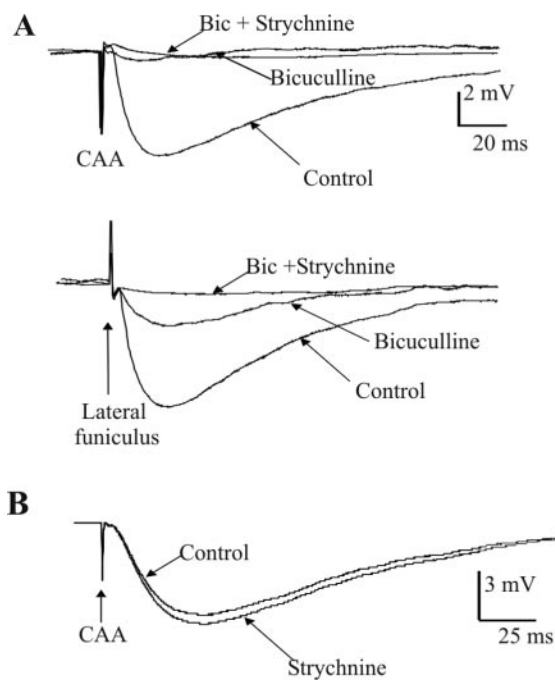 A
Bic + Strychnine
Bicuculline
2 mV
20 ms
CAA
Control
Bic +Strychnine
Bicuculline
Control
Lateral
funiculus
B
Control
3 mV
25 ms
CAA
Strychnine